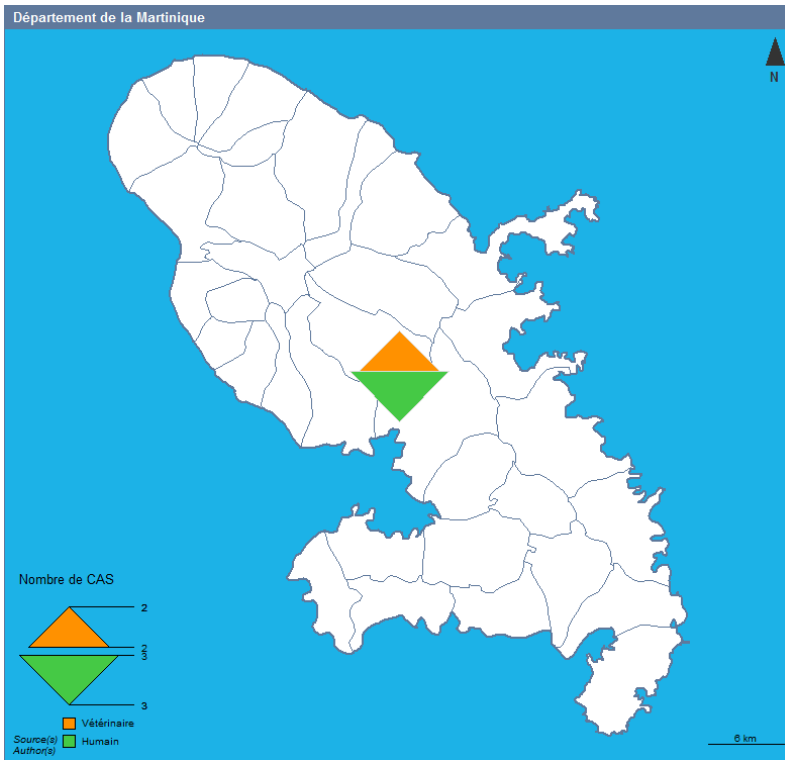 Département de la Martinique
N
Nombre de CAS
2
2
3
3
Vétérinaire
Source(s)
Humain
Author(s)
6 km